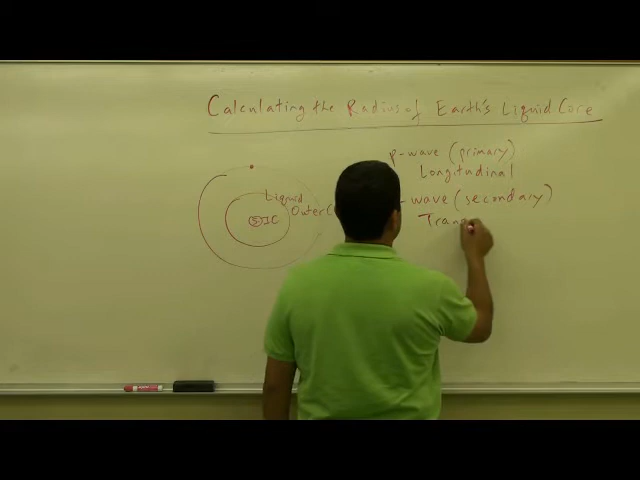 Calculating the Radius of Earth's Liquid Core
P-wave (primary)
Longitudinal
-wave (secondary)
Trans
Liquid
Outer C
SIC